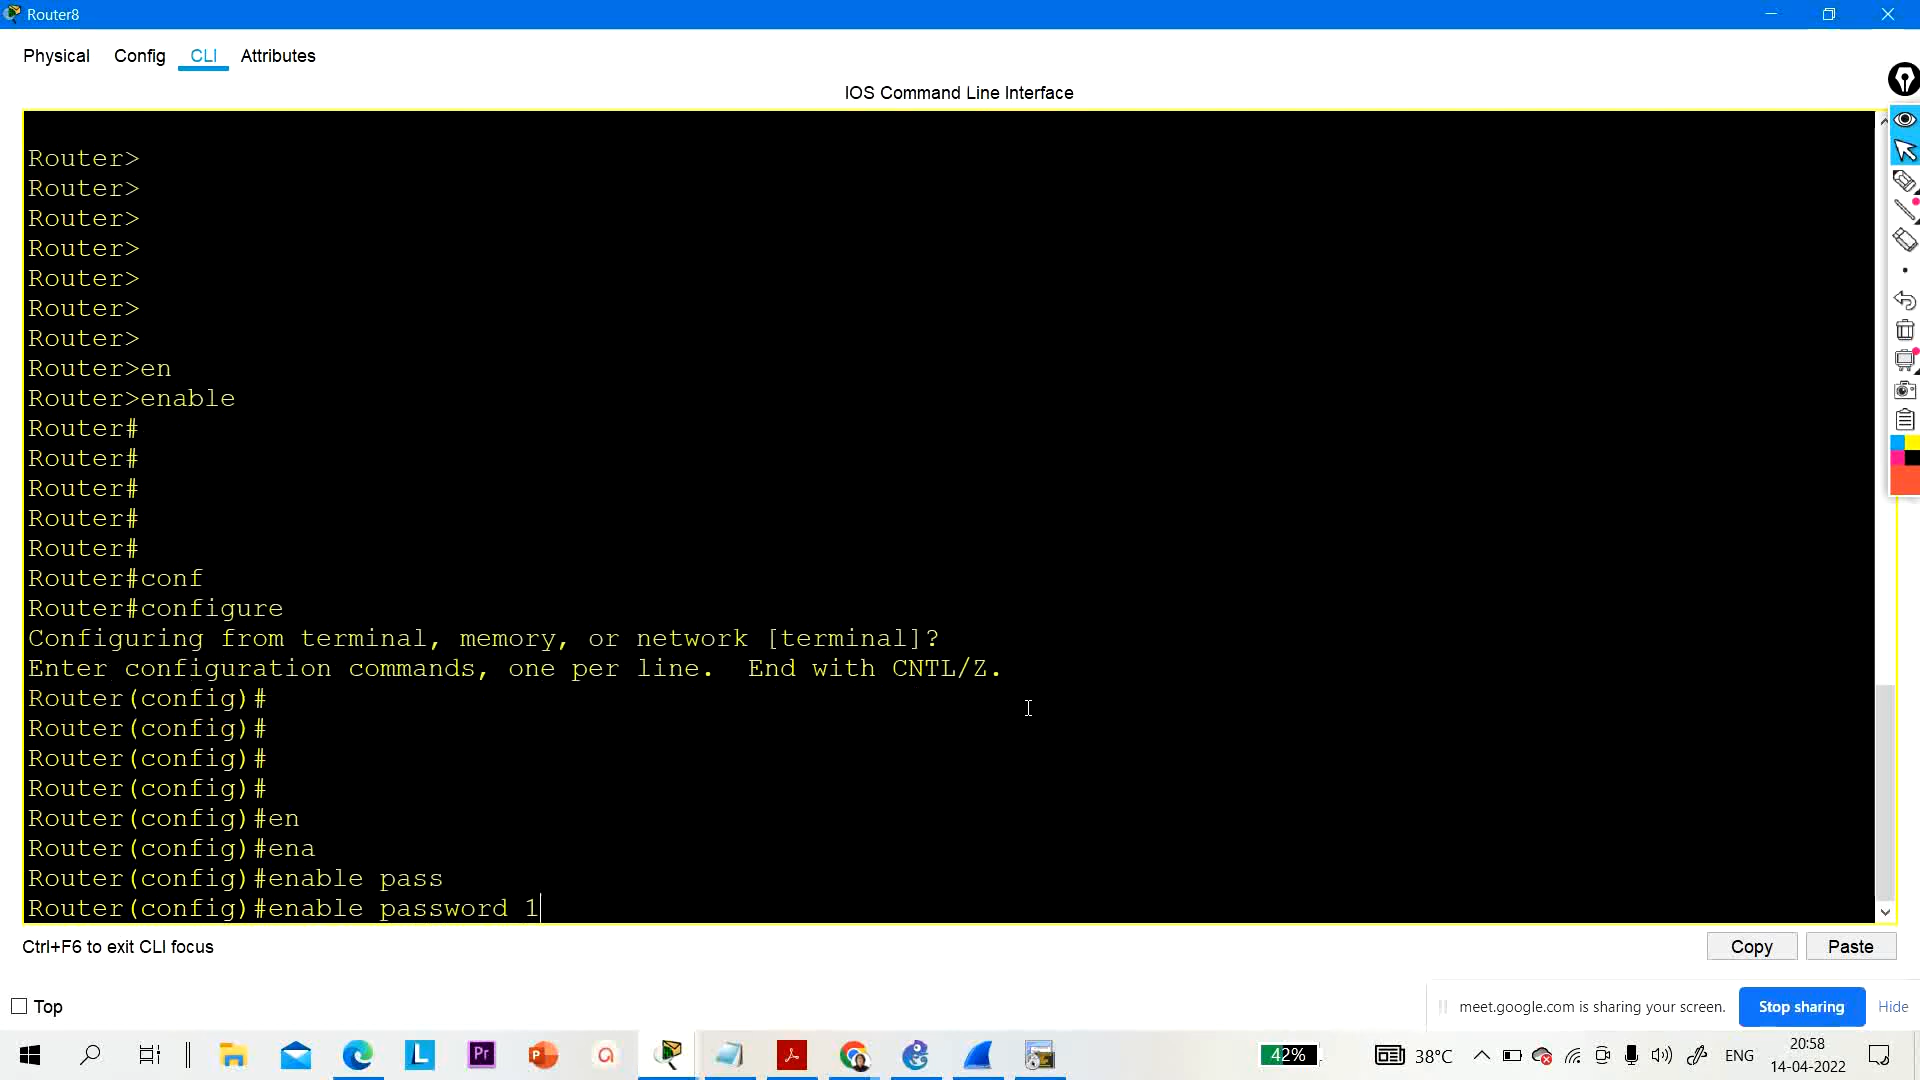 Router8
Physical Config CLI Attributes
IOS Command Line Interface
Router>
Router>
Router>
Router>
Router>
Router>
Router>
Router>en
Router>enable
Router#
Router#
Router#
Router#
Router#
Router#conf
Router#configure
Configuring from terminal, memory, or network [terminal]?
Enter configuration commands, one per line.  End with CNTL/Z.
Router(config)#
Router(config)#
Router(config)#
Router(config)#
Router(config)#en
Router(config)#ena
Router(config)#enable pass
Router(config)#enable password 1
Ctrl+F6 to exit CLI focus
Copy Paste
Top
meet.google.com is sharing your screen. Stop sharing Hide
L Pr P a
42% 38°C ENG 20:58
14-04-2022